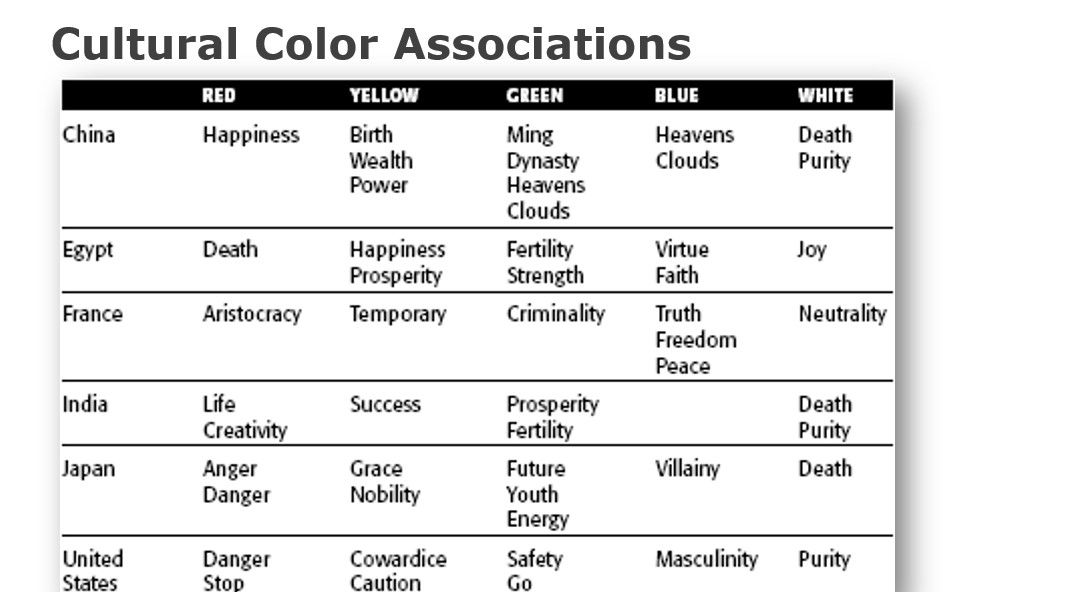 Cultural Color Associations
RED YELLOW GREEN BLUE WHITE
China Happiness Birth Ming Heavens Death
Wealth Dynasty Clouds Purity
Power Heavens
Clouds
Egypt Death Happiness Fertility Virtue Joy
Prosperity Strength Faith
France Aristocracy Temporary Criminality Truth Neutrality
Freedom
Peace
India Life Success Prosperity Death
Creativity Fertility Purity
Japan Anger Grace Future Villainy Death
Danger Nobility Youth
Energy
United Danger Cowardice Safety Masculinity Purity
States Stop Caution Go